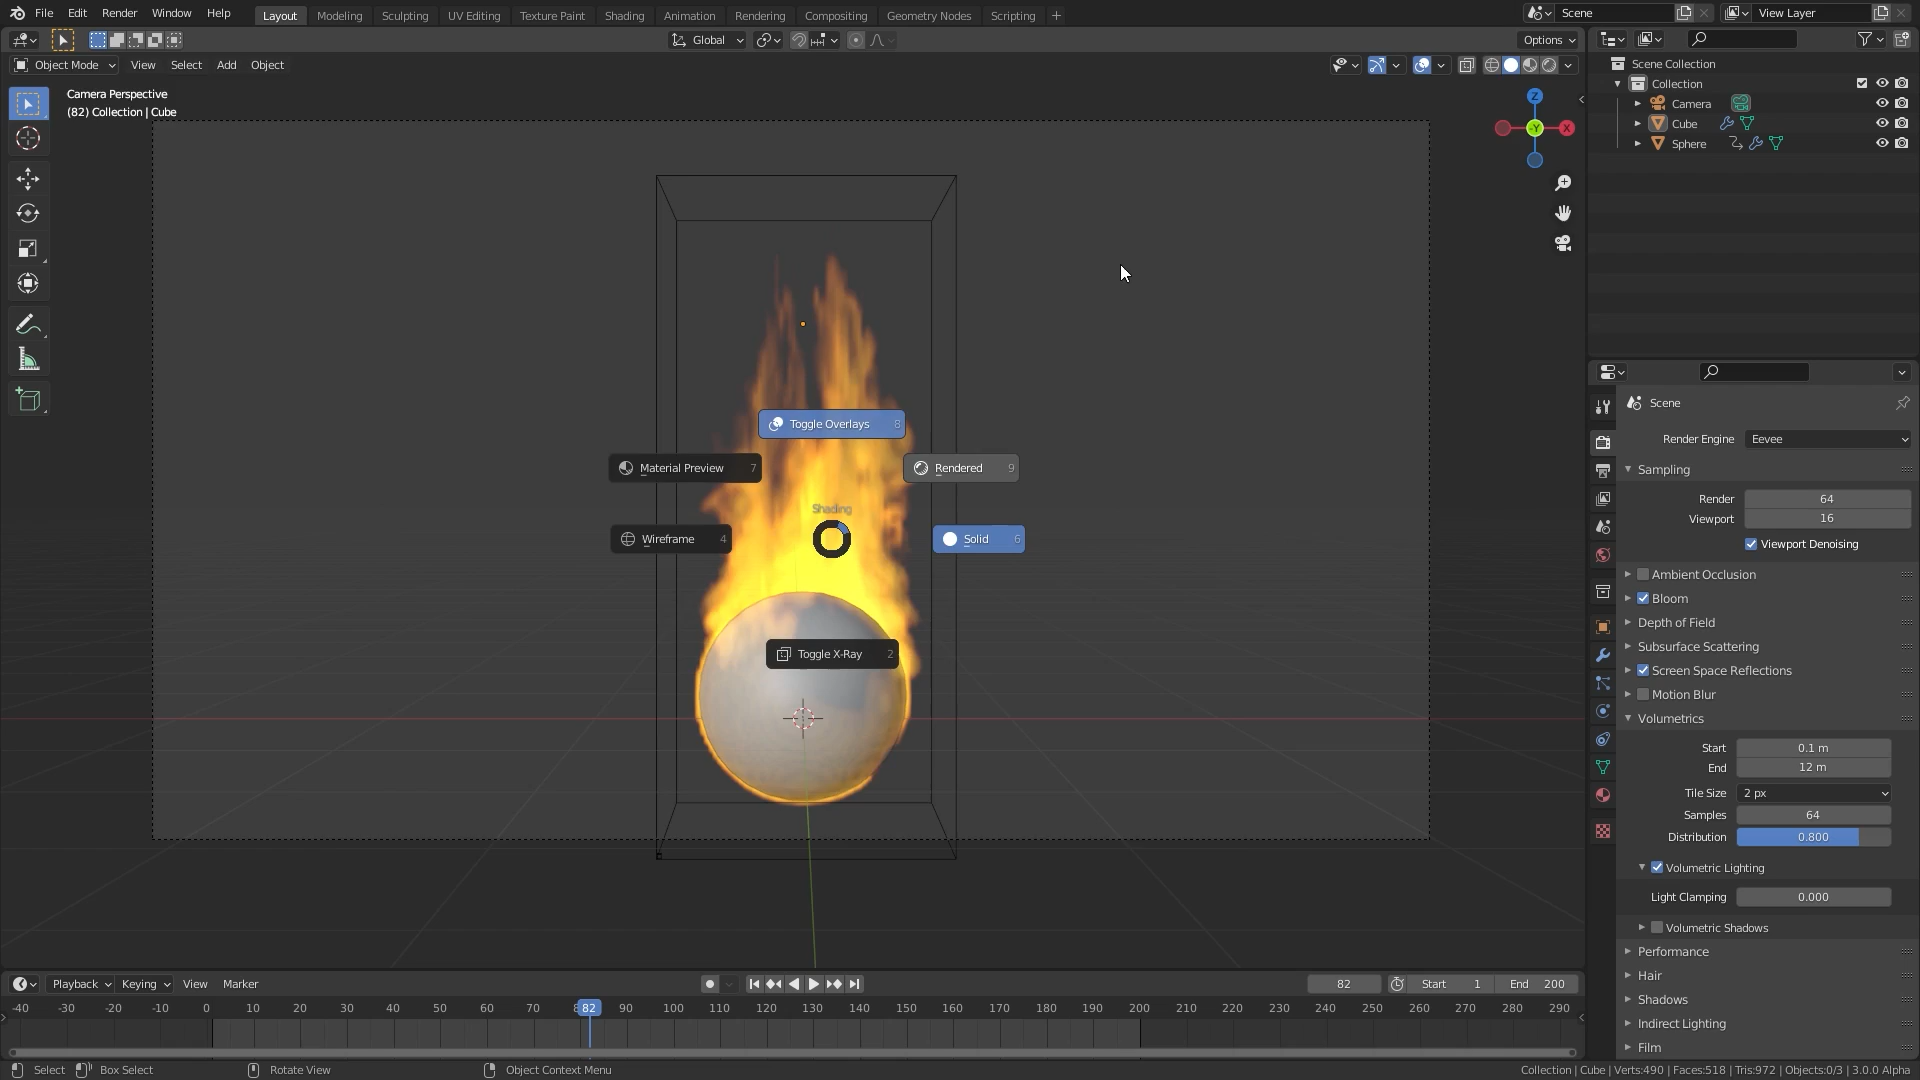 File Edit Render Window Help Layout Modeling Sculpting UV Editing Texture Paint Shading Animation Rendering Compositing Geometry Nodes Scripting + Scene View Layer
Global Options
Object Mode View Select Add Object
Camera Perspective
(82) Collection | Cube
Z
-Y
X
Toggle Overlays 8
Material Preview 7
Rendered 9
Shading
Wireframe 4
Solid 6
Toggle X-Ray 2
Scene Collection
Collection
Camera
Cube
Sphere
Scene
Render Engine Eevee
Sampling
Render 64
Viewport 16
Viewport Denoising
Ambient Occlusion
Bloom
Depth of Field
Subsurface Scattering
Screen Space Reflections
Motion Blur
Volumetrics
Start 0.1 m
End 12 m
Tile Size 2 px
Samples 64
Distribution 0.800
Volumetric Lighting
Light Clamping 0.000
Volumetric Shadows
Performance
Hair
Shadows
Indirect Lighting
Film
Playback Keying View Marker 82 Start 1 End 200
-40 -30 -20 -10 0 10 20 30 40 50 60 70 82 90 100 110 120 130 140 150 160 170 180 190 200 210 220 230 240 250 260 270 280 290
Select Box Select Rotate View Object Context Menu Collection | Cube | Verts:490 | Faces:518 | Tris:972 | Objects:0/3 | 3.0.0 Alpha